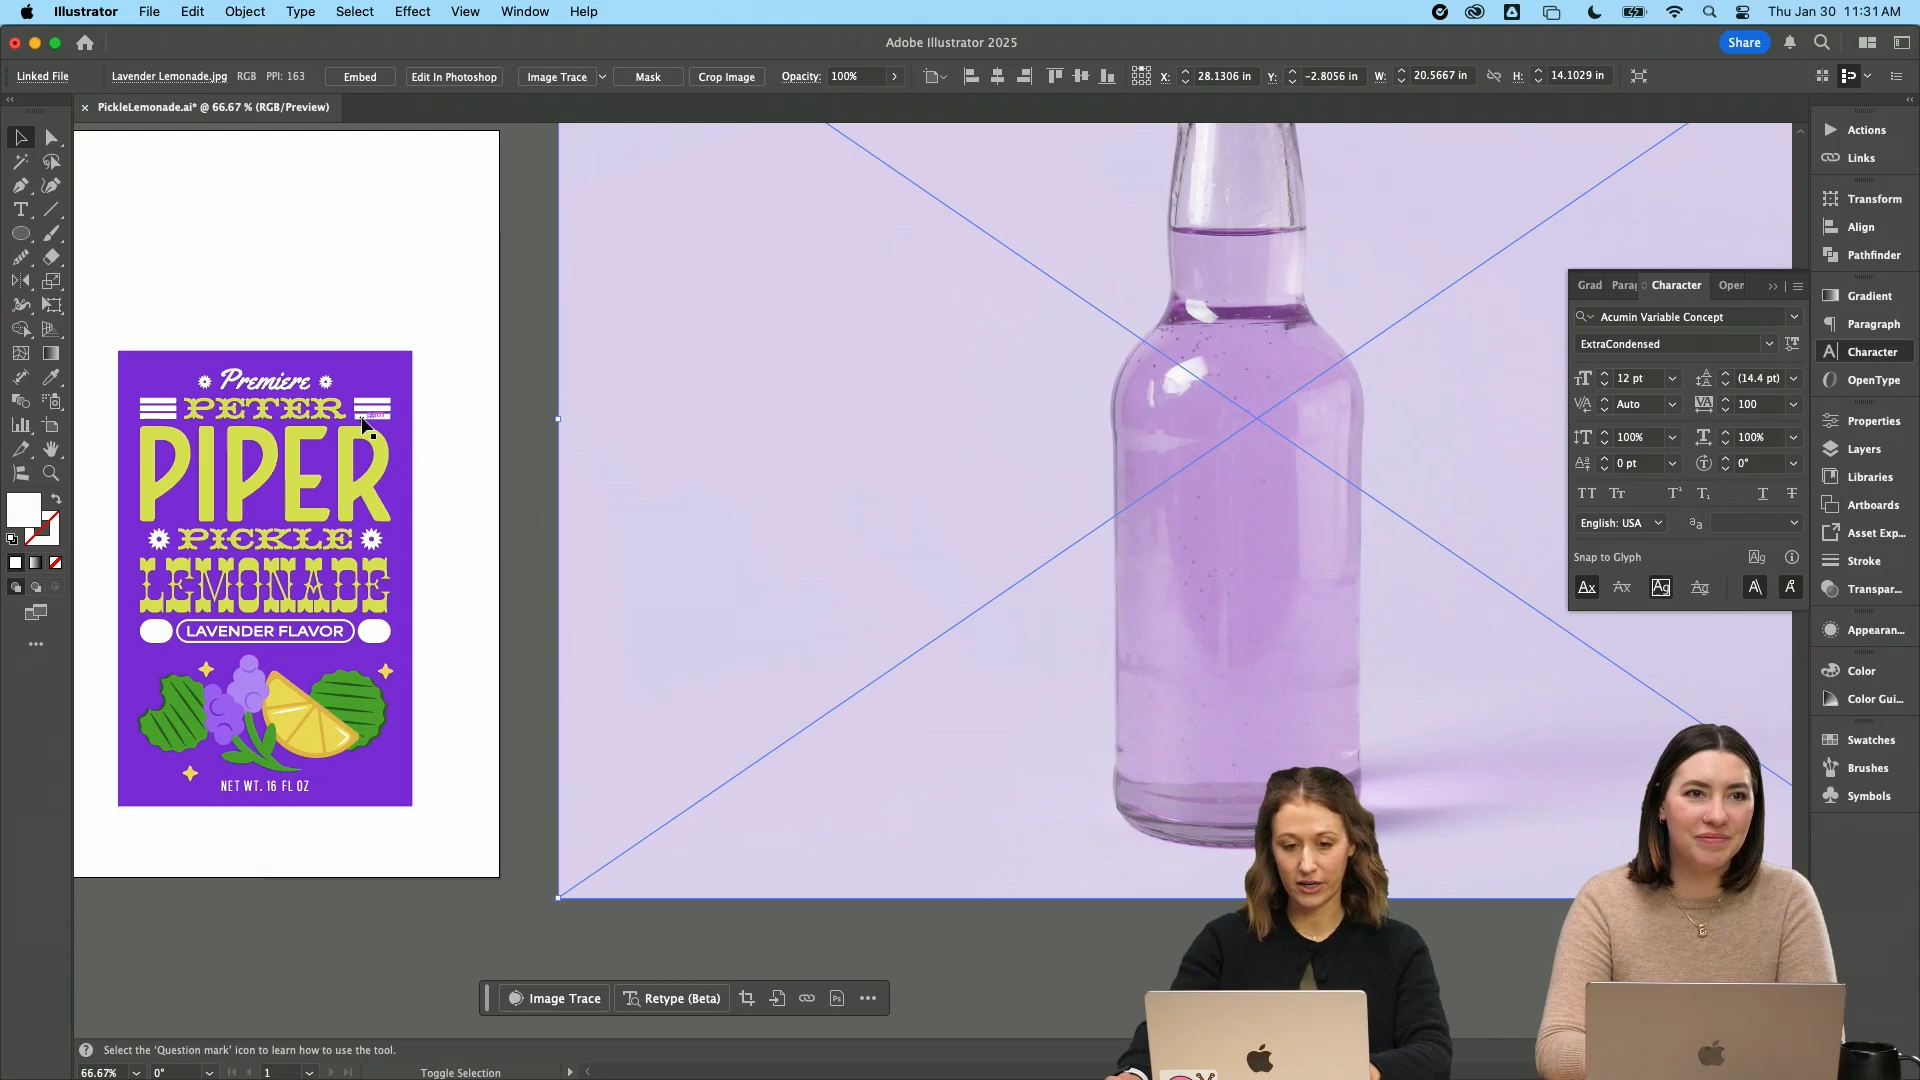 Illustrator File Edit Object Type Select Effect View Window Help
Thu Jan 30 11:31 AM
Adobe Illustrator 2025
Share
Linked File Lavender Lemonade.jpg RGB PPI: 163 Embed Edit In Photoshop Image Trace Mask Crop Image Opacity: 100% X: 28.1306 in Y: -2.8056 in W: 20.5667 in H: 14.1029 in
PickleLemonade.ai* @ 66.67 % (RGB/Preview)
Premiere
PETER
PIPER
PICKLE
LEMONADE
LAVENDER FLAVOR
NET WT. 16 FL OZ
Grad Parag Character Oper
Acumin Variable Concept
ExtraCondensed
12 pt (14.4 pt)
Auto 100
100% 100%
0 pt 0°
English: USA
Snap to Glyph
Actions
Links
Transform
Align
Pathfinder
Gradient
Paragraph
Character
OpenType
Properties
Layers
Libraries
Artboards
Asset Exp...
Stroke
Transpar...
Appearan...
Color
Color Gui...
Swatches
Brushes
Symbols
Image Trace Retype (Beta)
Select the 'Question mark' icon to learn how to use the tool.
66.67% 0° 1 Toggle Selection